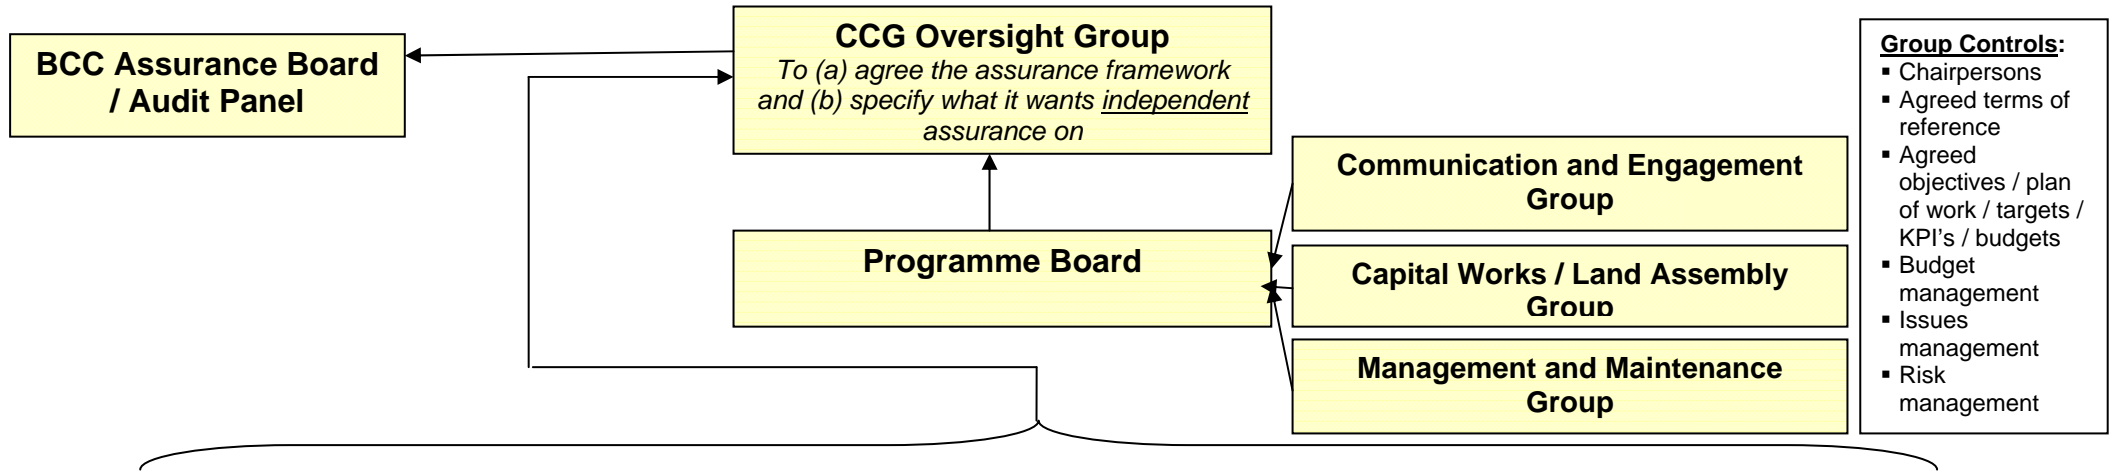 BCC Assurance Board
/ Audit Panel
CCG Oversight Group
To (a) agree the assurance framework
and (b) specify what it wants independent
assurance on
Programme Board
Communication and Engagement
Group
Capital Works / Land Assembly
Group
Management and Maintenance
Group
Group Controls:
▪ Chairpersons
▪ Agreed terms of
reference
▪ Agreed
objectives / plan
of work / targets /
KPI's / budgets
▪ Budget
management
▪ Issues
management
▪ Risk
management